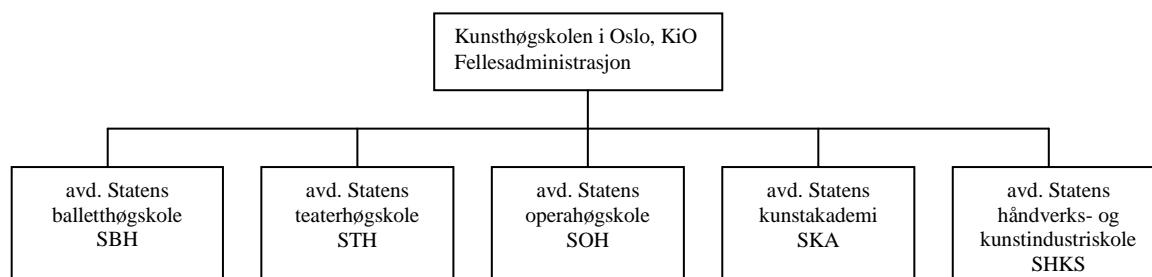 Kunsthøgskolen i Oslo, KiO
Fellesadministrasjon
avd. Statens
balletthøgskole
SBH
avd. Statens
teaterhøgskole
STH
avd. Statens
operahøgskole
SOH
avd. Statens
kunstakademi
SKA
avd. Statens
håndverks- og
kunstindustriskole
SHKS